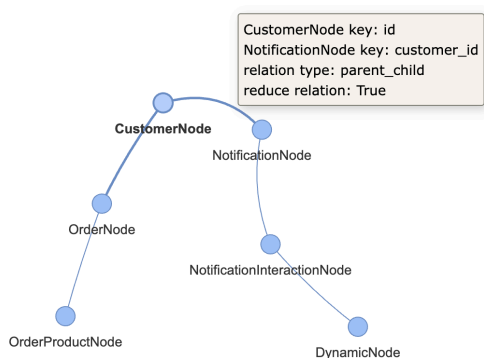 CustomerNode key: id
NotificationNode key: customer_id
relation type: parent_child
reduce relation: True
CustomerNode
NotificationNode
OrderNode
NotificationInteractionNode
OrderProductNode
DynamicNode